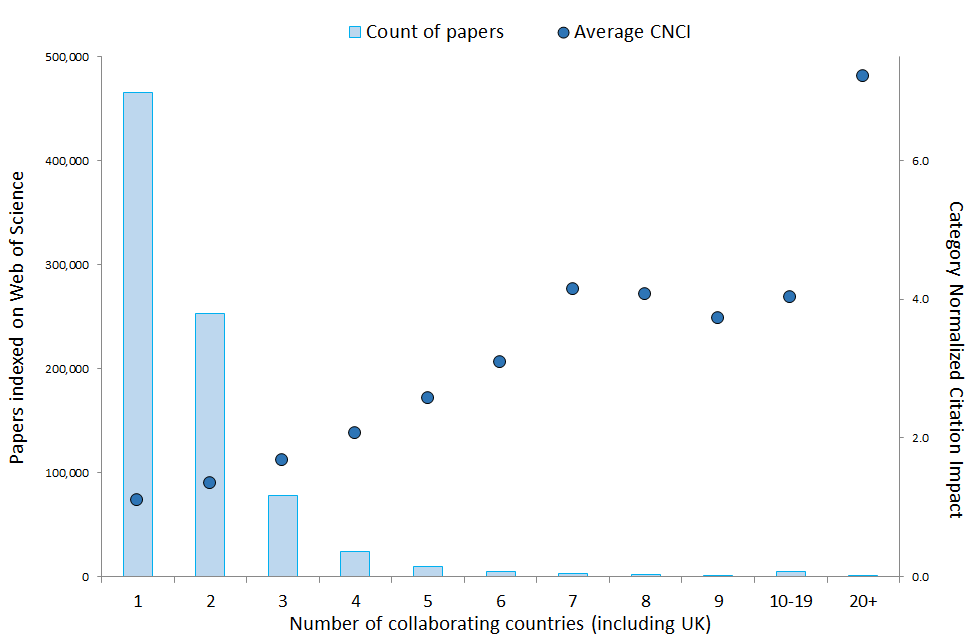 Count of papers
Average CNCI
Papers indexed on Web of Science
500,000
400,000
300,000
200,000
100,000
0
6.0
4.0
2.0
0.0
Category Normalized Citation Impact
1 2 3 4 5 6 7 8 9 10-19 20+
Number of collaborating countries (including UK)